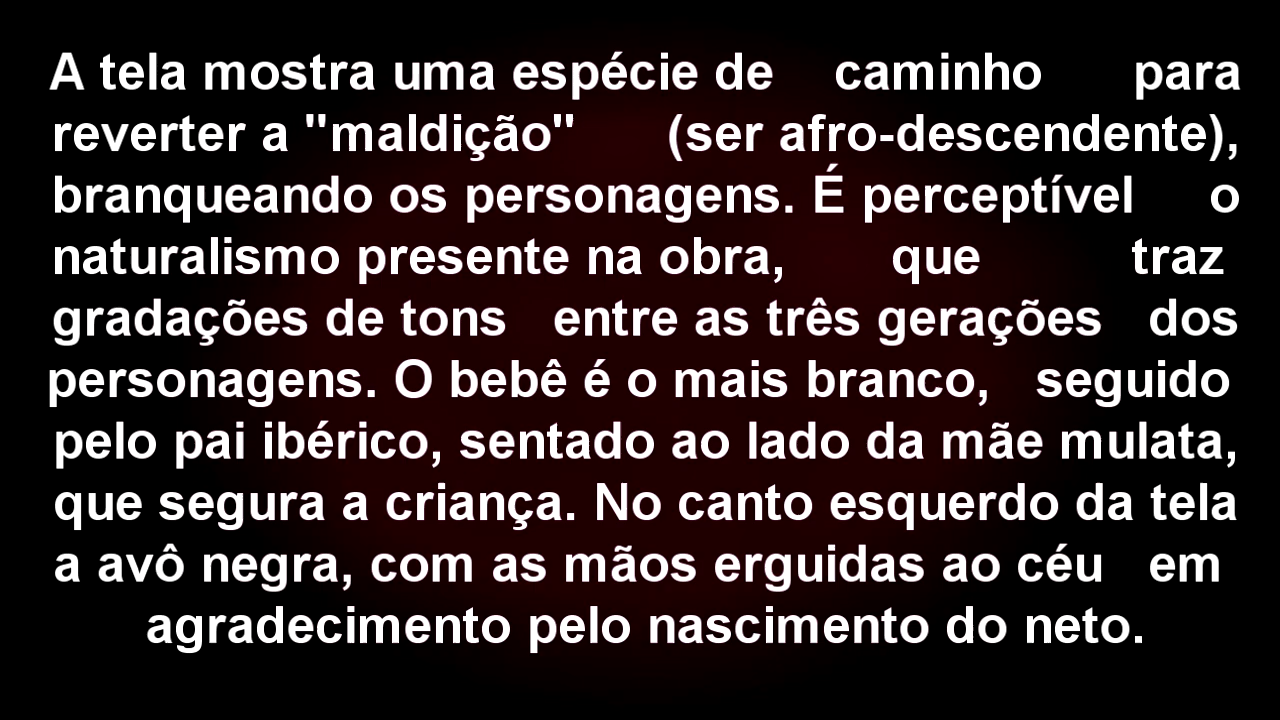 A tela mostra uma espécie de caminho para
reverter a "maldição" (ser afro-descendente),
branqueando os personagens. É perceptível o
naturalismo presente na obra, que traz
gradações de tons entre as três gerações dos
personagens. O bebê é o mais branco, seguido
pelo pai ibérico, sentado ao lado da mãe mulata,
que segura a criança. No canto esquerdo da tela
a avô negra, com as mãos erguidas ao céu em
agradecimento pelo nascimento do neto.